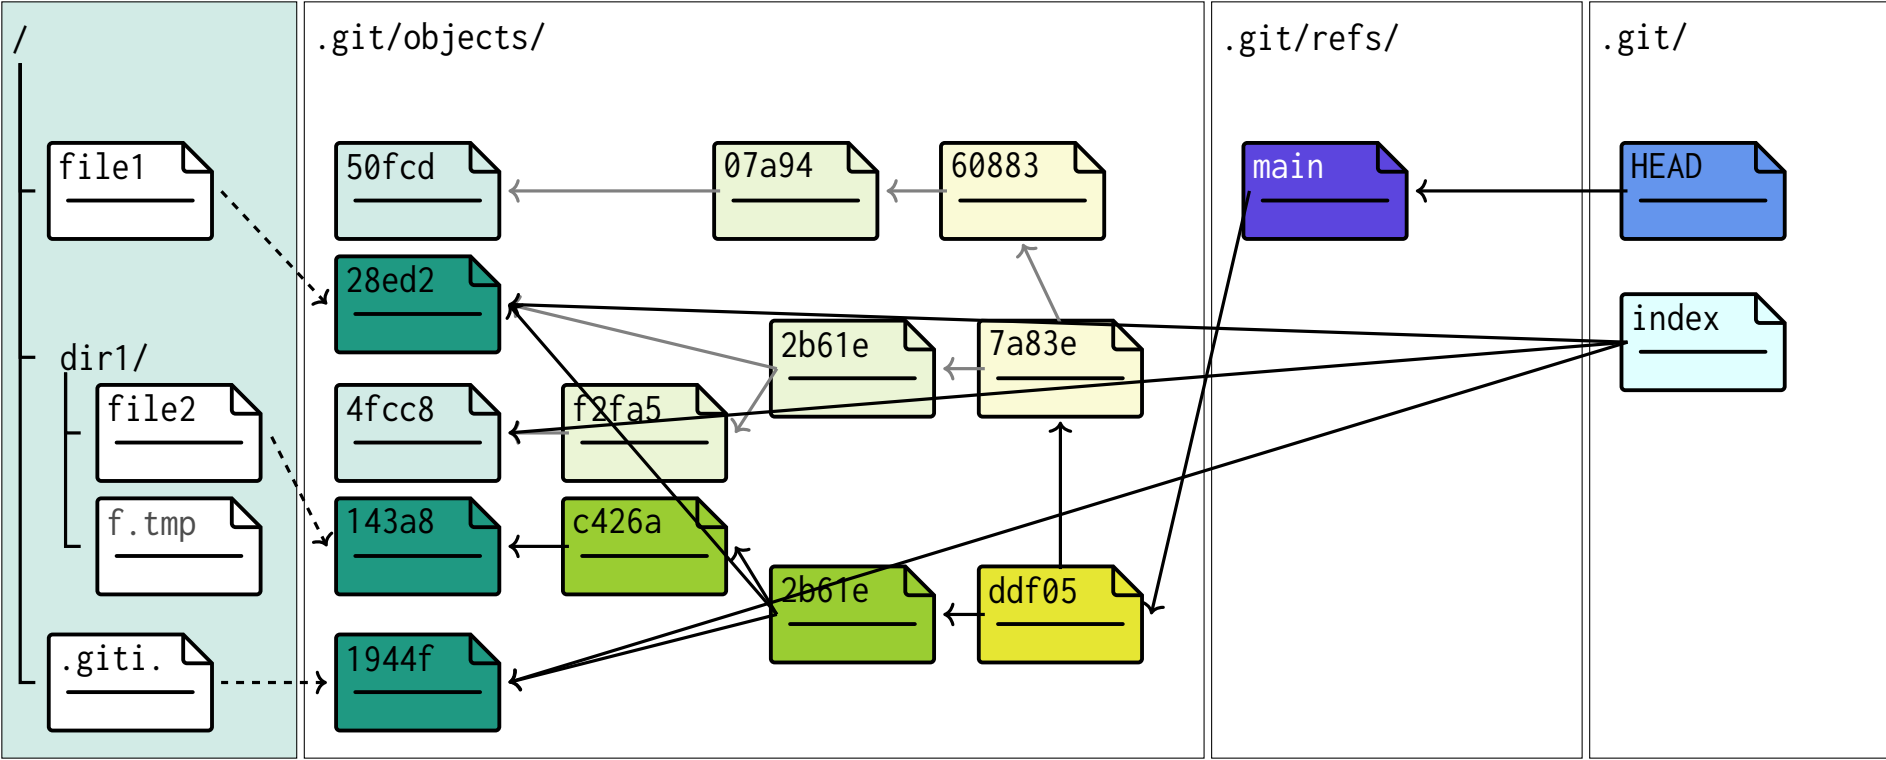 /
.git/objects/
.git/refs/
.git/
file1
50fcd
07a94
60883
main
HEAD
28ed2
index
dir1/
2b61e
7a83e
file2
4fcc8
f2fa5
f.tmp
143a8
c426a
2b61e
ddf05
.giti.
1944f